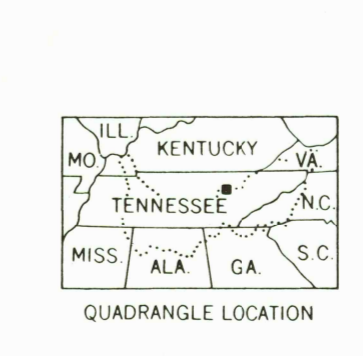 ILL.
KENTUCKY
MO.
VA.
TENNESSEE
N.C.
MISS.
ALA.
GA.
S.C.
QUADRANGLE LOCATION